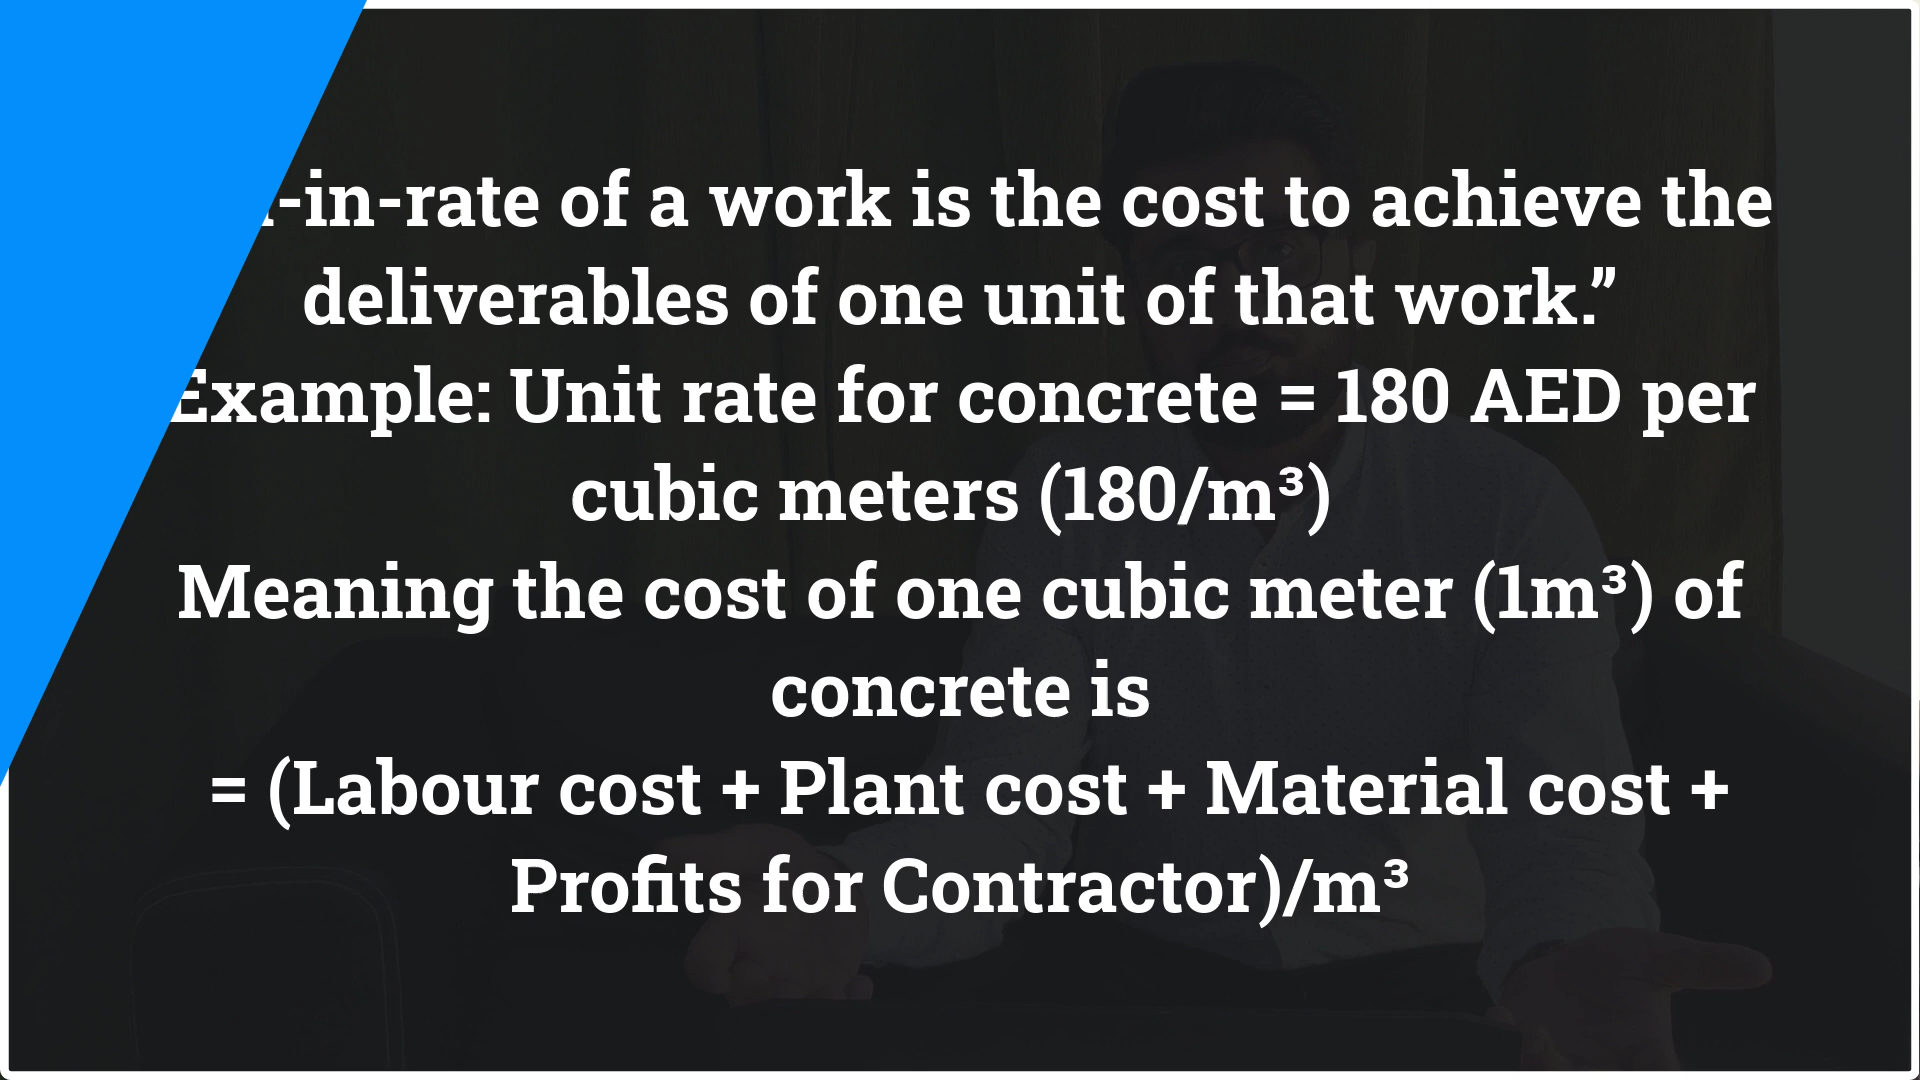 -in-rate of a work is the cost to achieve the
deliverables of one unit of that work.”
Example: Unit rate for concrete = 180 AED per
cubic meters (180/m³)
Meaning the cost of one cubic meter (1m³) of
concrete is
= (Labour cost + Plant cost + Material cost +
Profits for Contractor)/m³